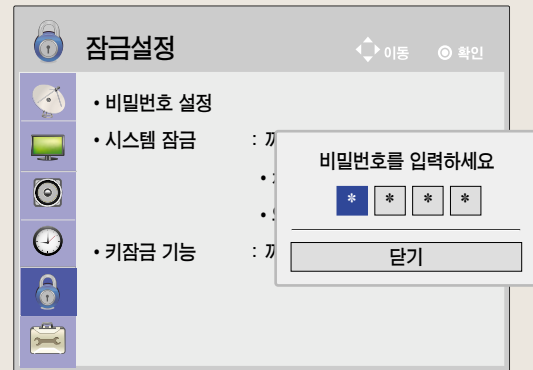 잠금설정 이동 확인
• 비밀번호 설정
• 시스템 잠금 :
• 키잠금 기능 :
비밀번호를 입력하세요
* * * *
닫기